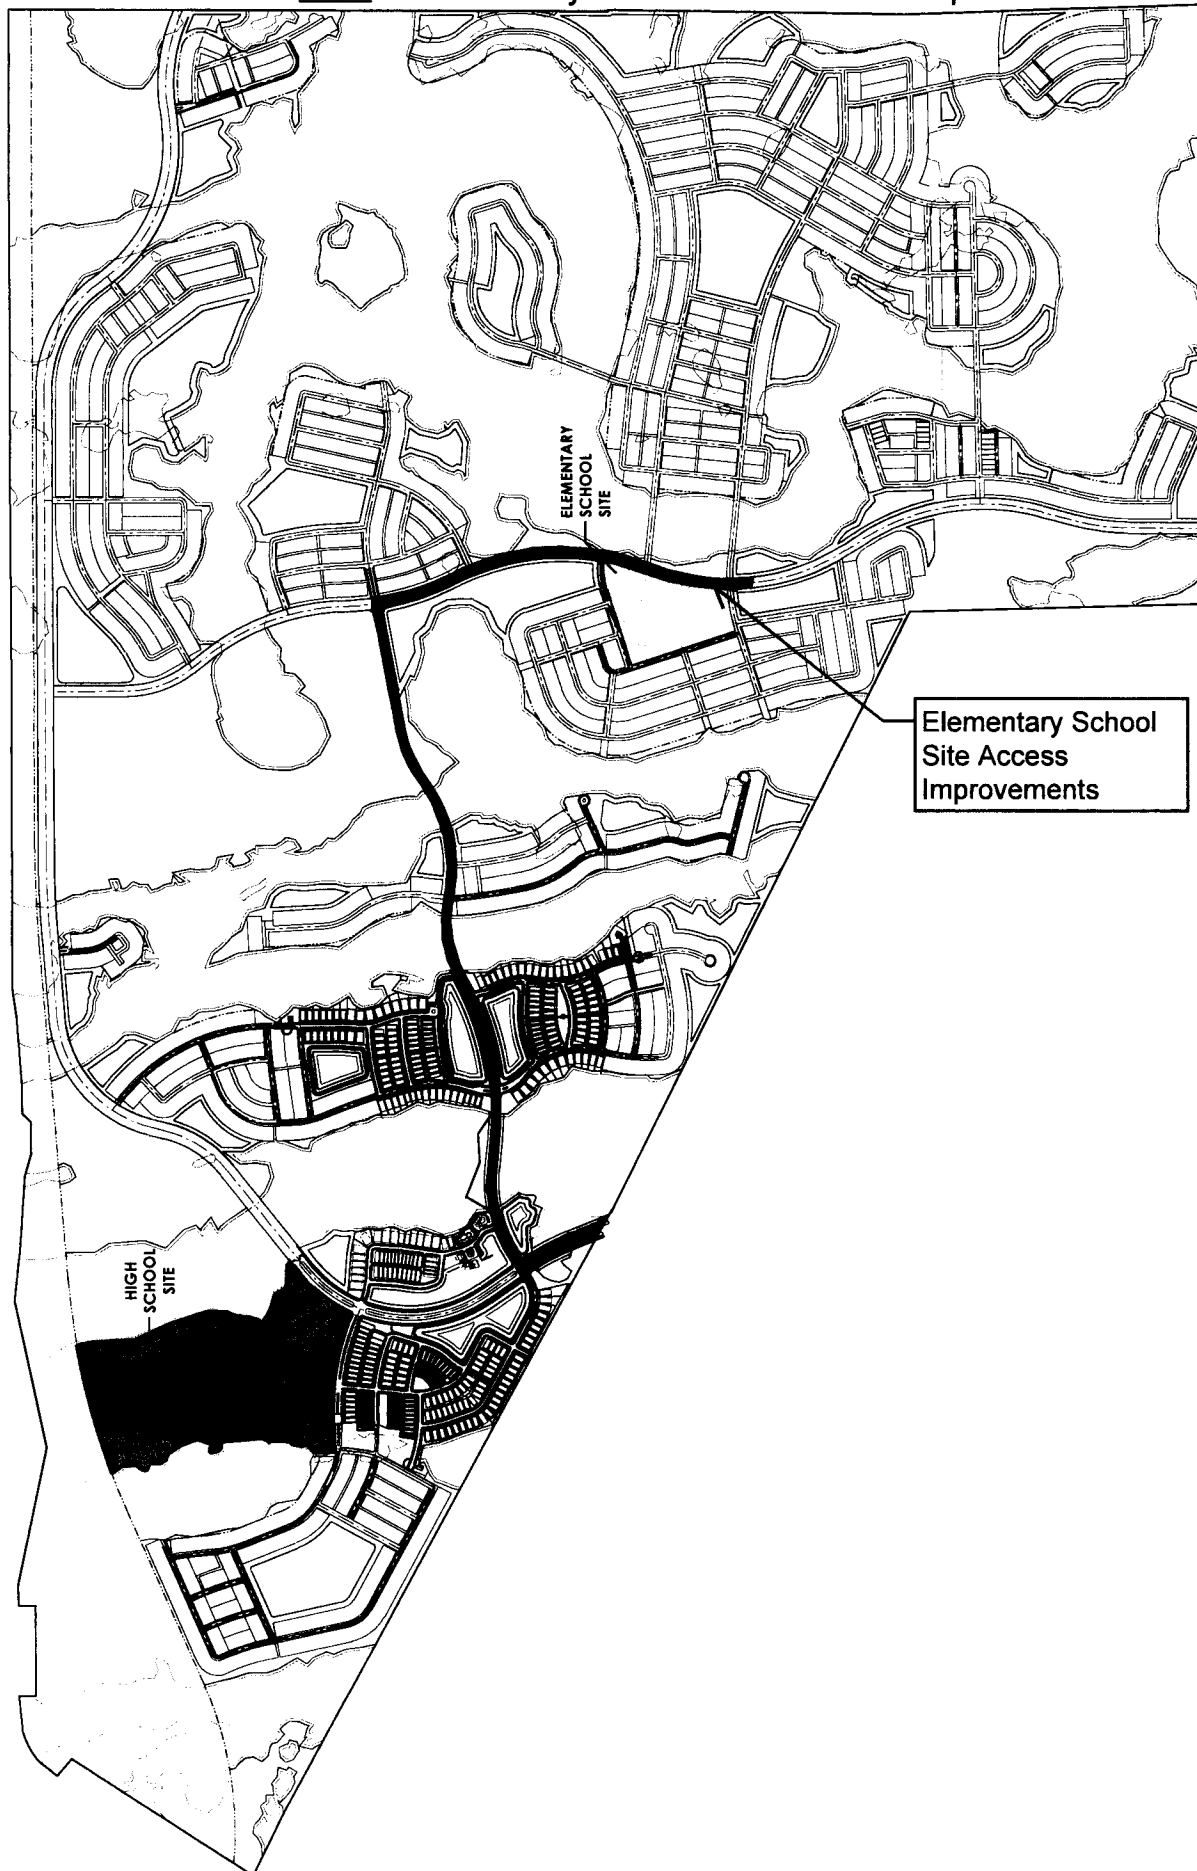 ELEMENTARY
SCHOOL
SITE
Elementary School
Site Access
Improvements
HIGH
SCHOOL
SITE